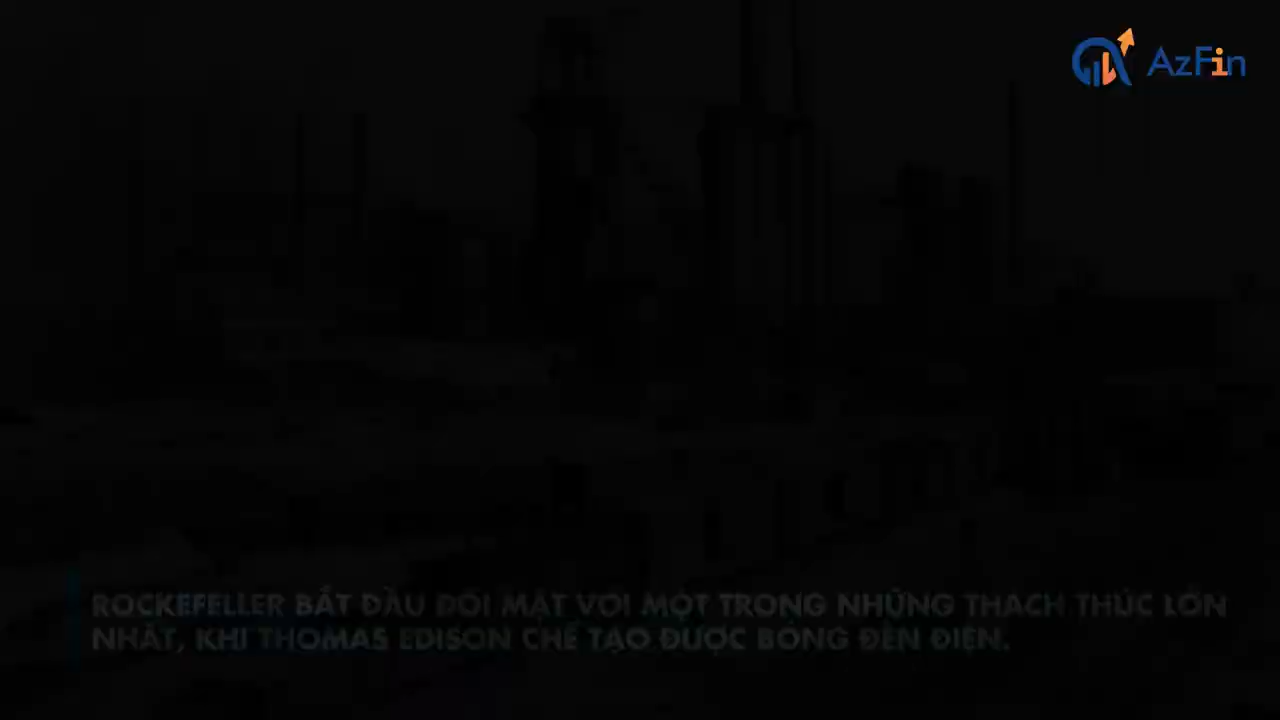 AzFin
ROCKEFELLER BẮT ĐẦU ĐỐI MẶT VỚI MỘT TRONG NHỮNG THÁCH THỨC LỚN
NHẤT, KHI THOMAS EDISON CHẾ TẠO ĐƯỢC BÓNG ĐÈN ĐIỆN.